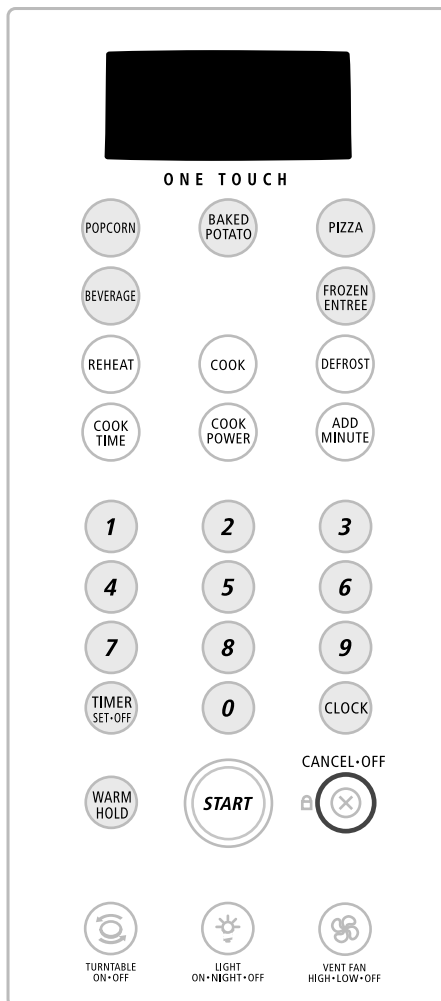 ONE TOUCH
POPCORN
BAKED
POTATO
PIZZA
BEVERAGE
FROZEN
ENTREE
REHEAT
COOK
DEFROST
COOK
TIME
COOK
POWER
ADD
MINUTE
1
2
3
4
5
6
7
8
9
TIMER
SET•OFF
0
CLOCK
CANCEL•OFF
WARM
HOLD
START
TURNTABLE
ON•OFF
LIGHT
ON•NIGHT•OFF
VENT FAN
HIGH•LOW•OFF